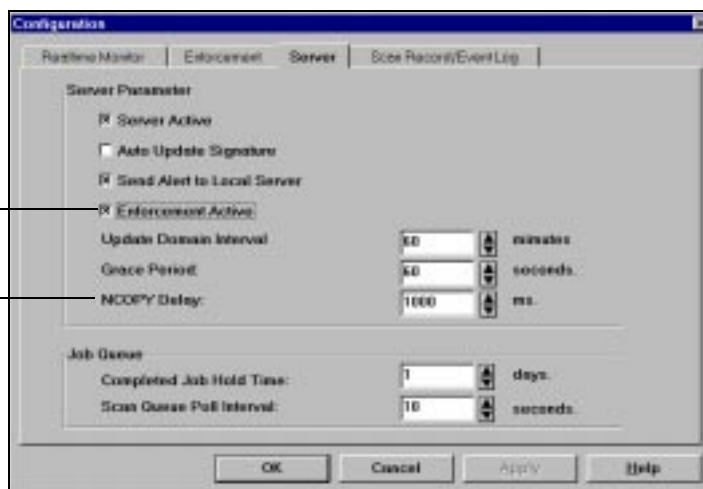 Configuration
Realtime Monitor Enforcement Server Scan Record/Event Log
Server Parameter
Server Active
Auto Update Signature
Send Alert to Local Server
Enforcement Active
Update Domain Interval 60 minutes
Grace Period: 60 seconds.
NCOPY Delay: 1000 ms.
Job Queue
Completed Job Hold Time: 1 days.
Scan Queue Poll Interval: 10 seconds.
OK Cancel Apply Help